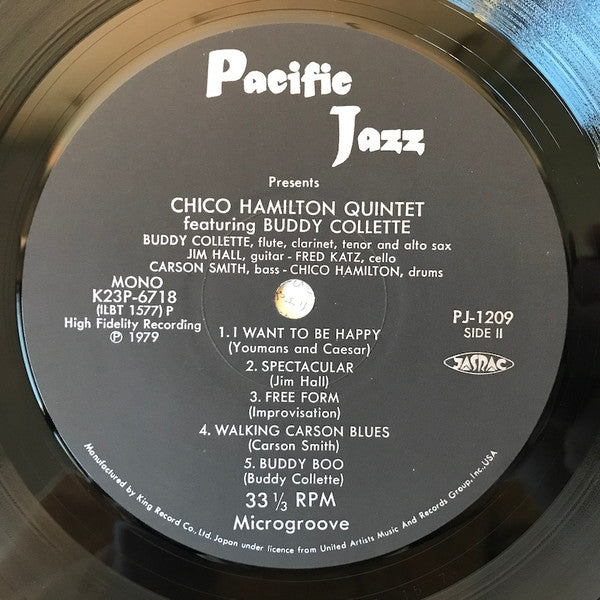 Pacific
Jazz
Presents
CHICO HAMILTON QUINTET
featuring BUDDY COLLETTE
BUDDY COLLETTE, flute, clarinet, tenor and alto sax
JIM HALL, guitar - FRED KATZ, cello
CARSON SMITH, bass - CHICO HAMILTON, drums
MONO
K23P-6718
(ILBT 1577) P
High Fidelity Recording
Ⓟ 1979
PJ-1209
SIDE II
JASRAC
1. I WANT TO BE HAPPY
(Youmans and Caesar)
2. SPECTACULAR
(Jim Hall)
3. FREE FORM
(Improvisation)
4. WALKING CARSON BLUES
(Carson Smith)
5. BUDDY BOO
(Buddy Collette)
33 1/3 RPM
Microgroove
Manufactured by King Record Co., Ltd. Japan under licence from United Artists Music And Records Group, Inc., USA